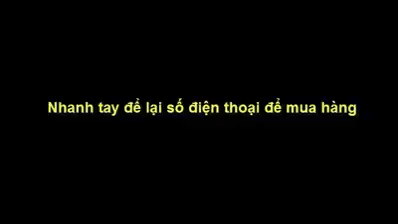 Nhanh tay để lại số điện thoại để mua hàng